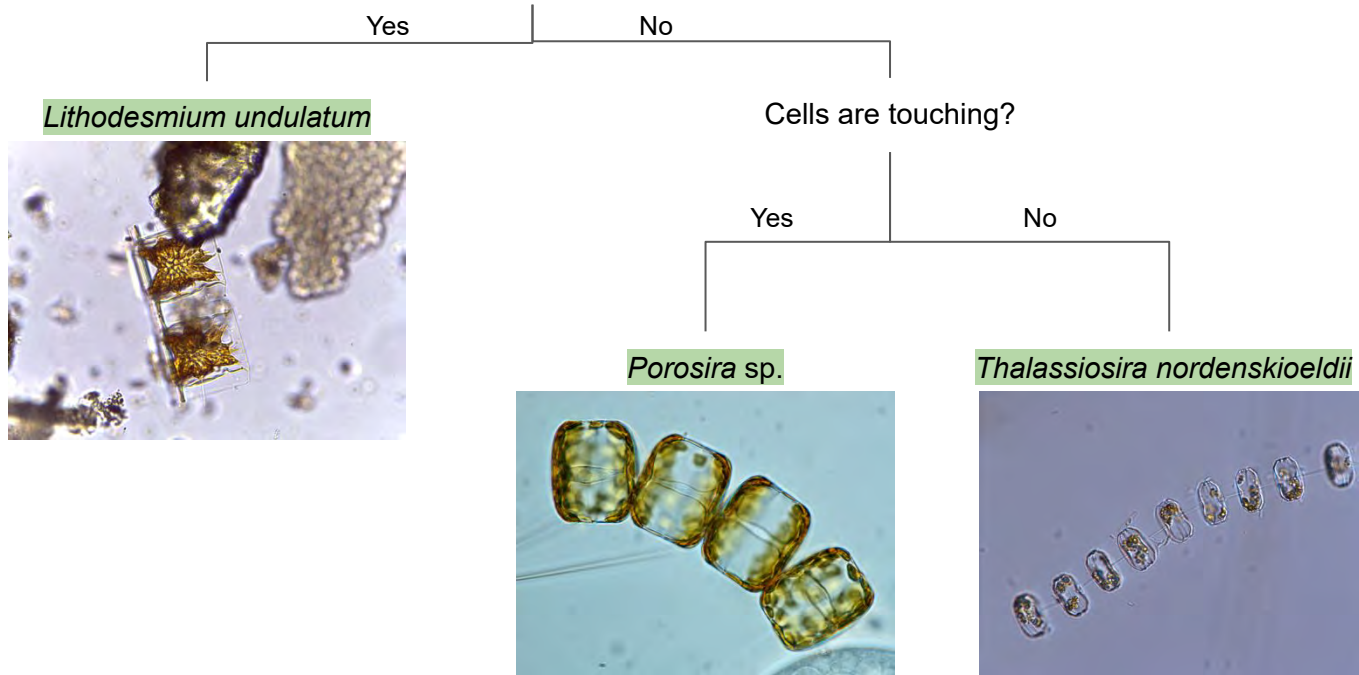 Yes
No
Lithodesmium undulatum
Cells are touching?
Yes
No
Porosira sp.
Thalassiosira nordenskioeldii